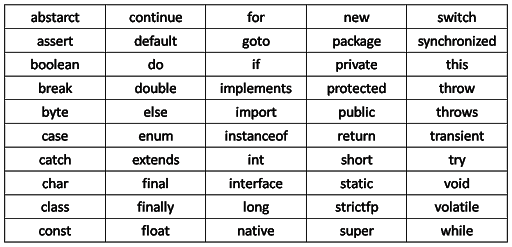 abstarct continue for new switch
assert default goto package synchronized
boolean do if private this
break double implements protected throw
byte else import public throws
case enum instanceof return transient
catch extends int short try
char final interface static void
class finally long strictfp volatile
const float native super while